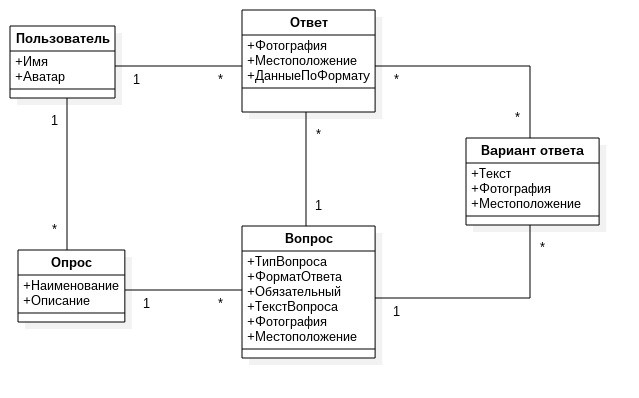 Пользователь
+Имя
+Аватар
1
*
Ответ
+Фотография
+Местоположение
+ДанныеПоФормату
*
*
Вариант ответа
+Текст
+Фотография
+Местоположение
1
*
*
1
Опрос
+Наименование
+Описание
1
*
Вопрос
+ТипВопроса
+ФорматОтвета
+Обязательный
+ТекстВопроса
+Фотография
+Местоположение
*
1